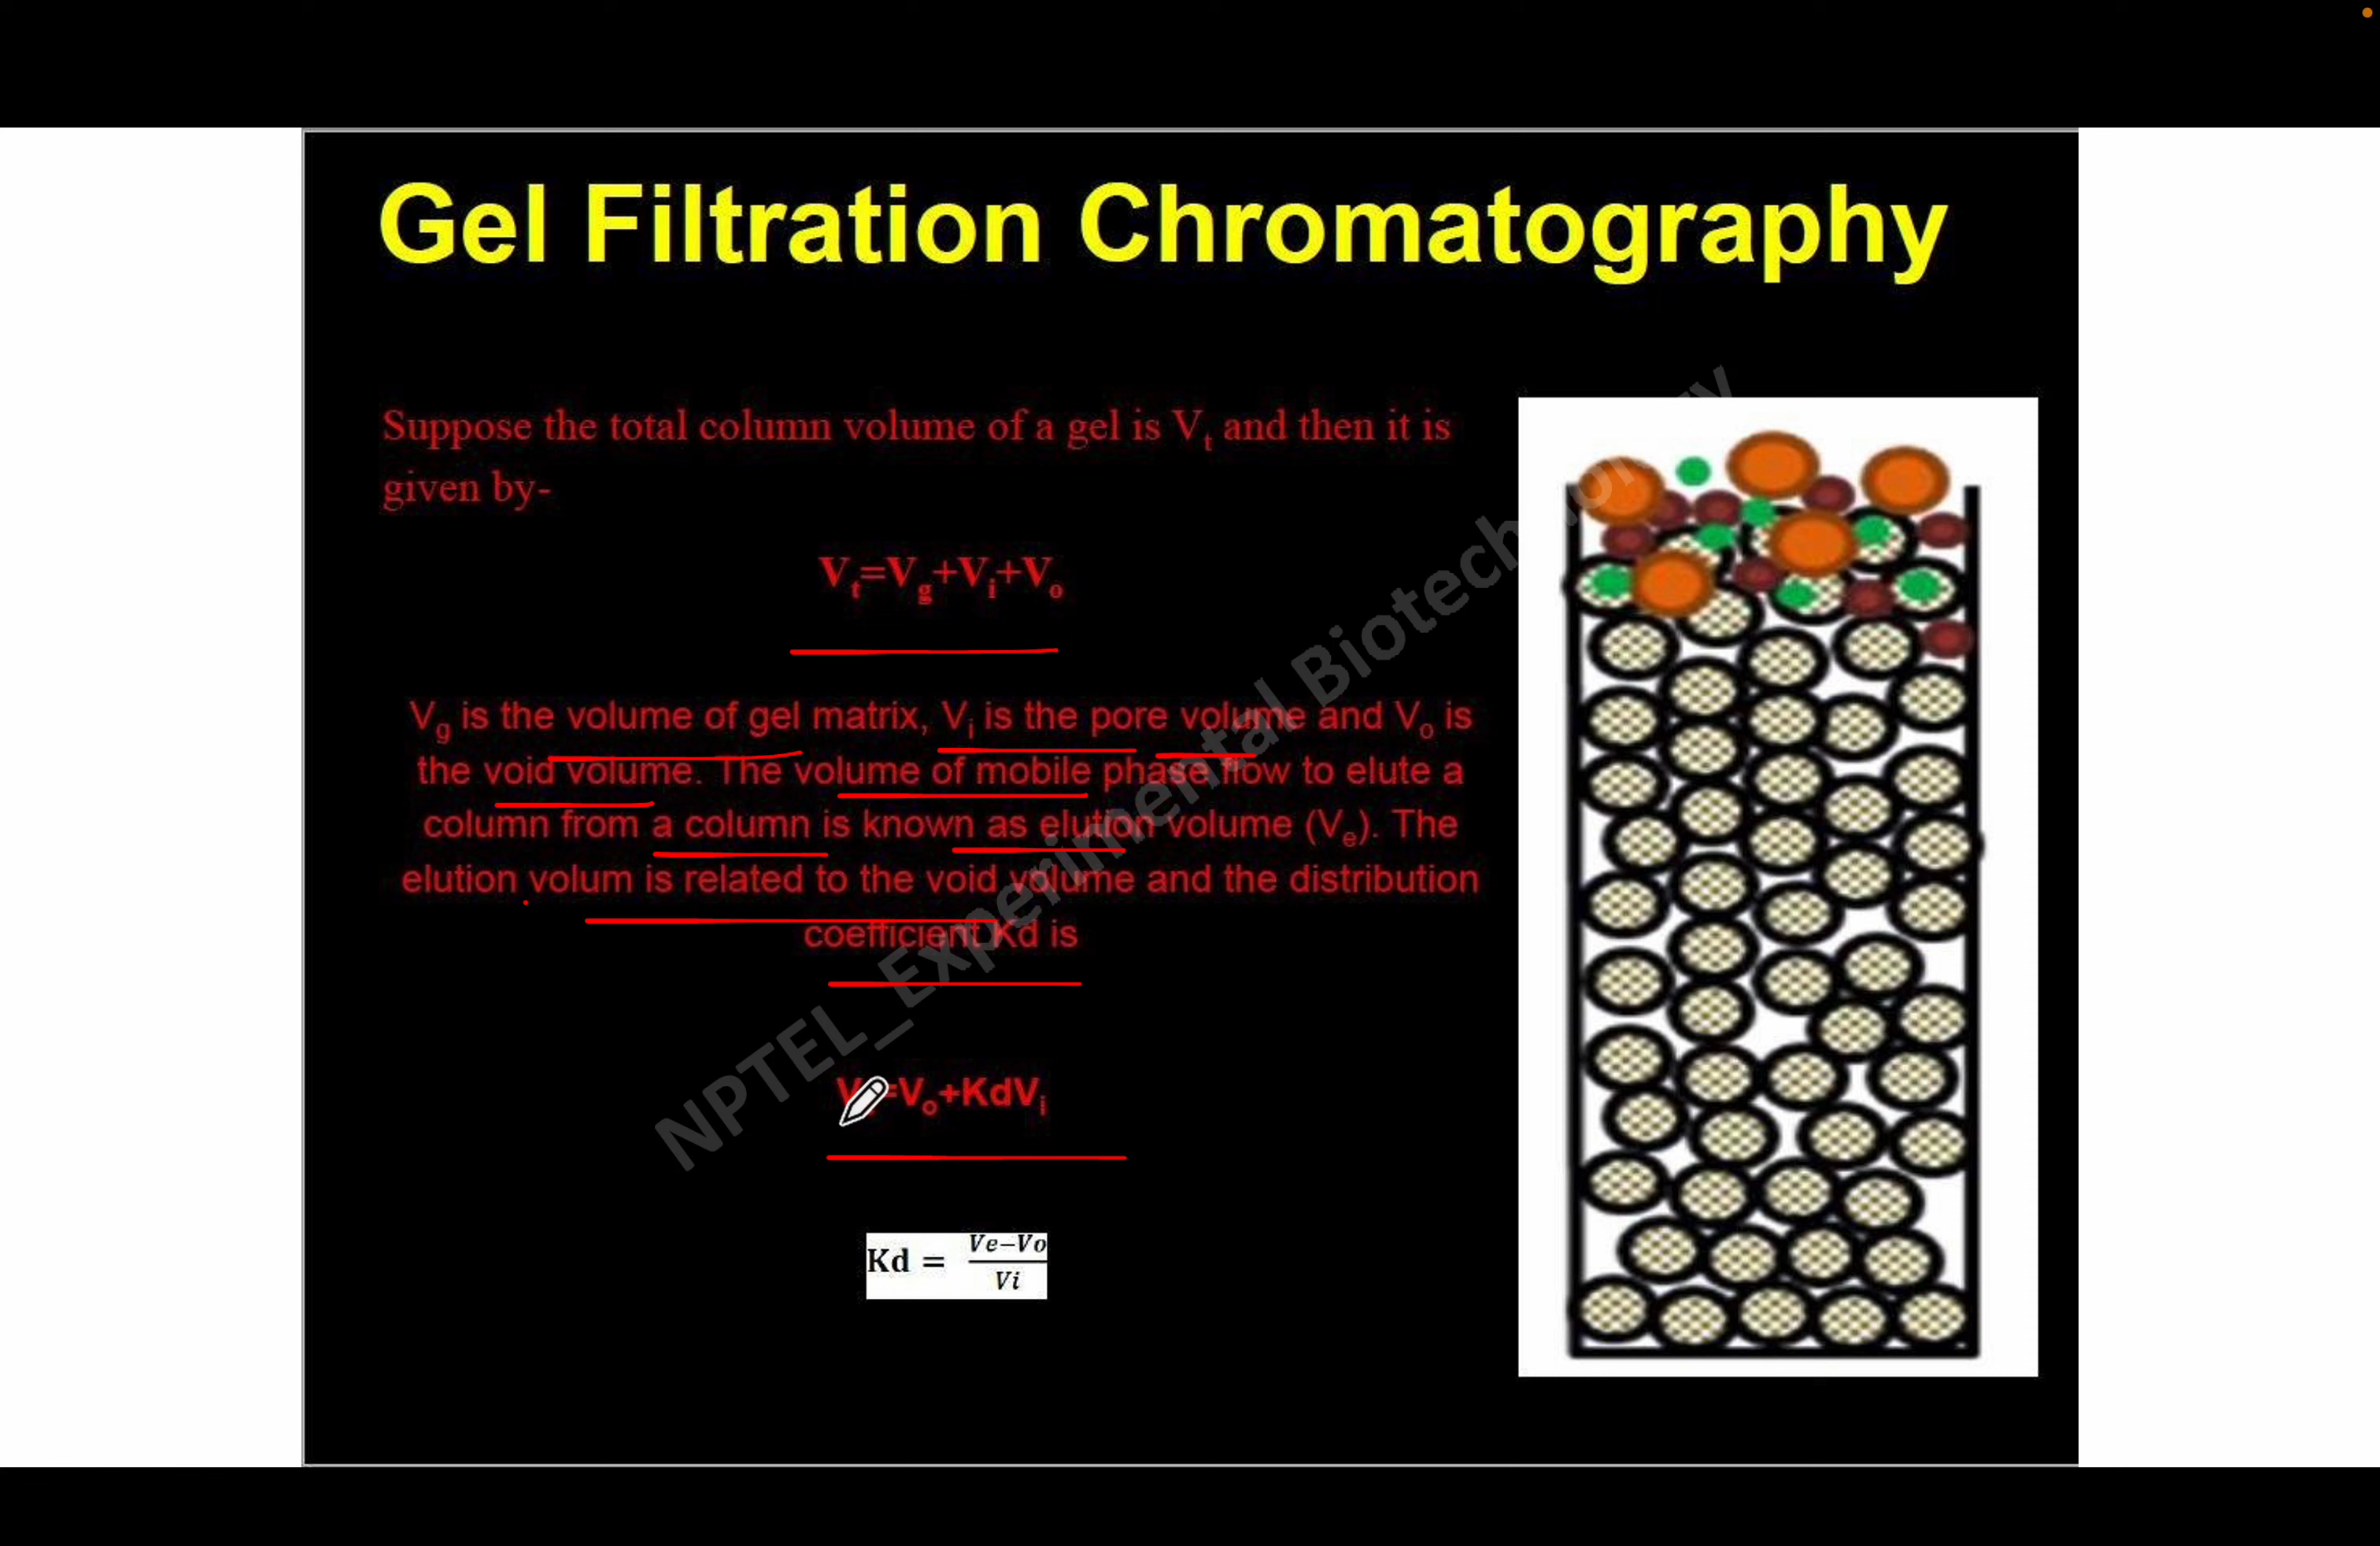 Gel Filtration Chromatography
Suppose the total column volume of a gel is Vt and then it is
given by-
Vt=Vg+Vi+Vo
Vg is the volume of gel matrix, Vi is the pore volume and Vo is
the void volume. The volume of mobile phase flow to elute a
column from a column is known as elution volume (Ve). The
elution volum is related to the void volume and the distribution
coefficient Kd is
V =Vo+KdVi
Kd = Ve–Vo
Vi
NPTEL_Experimental Biotechnology